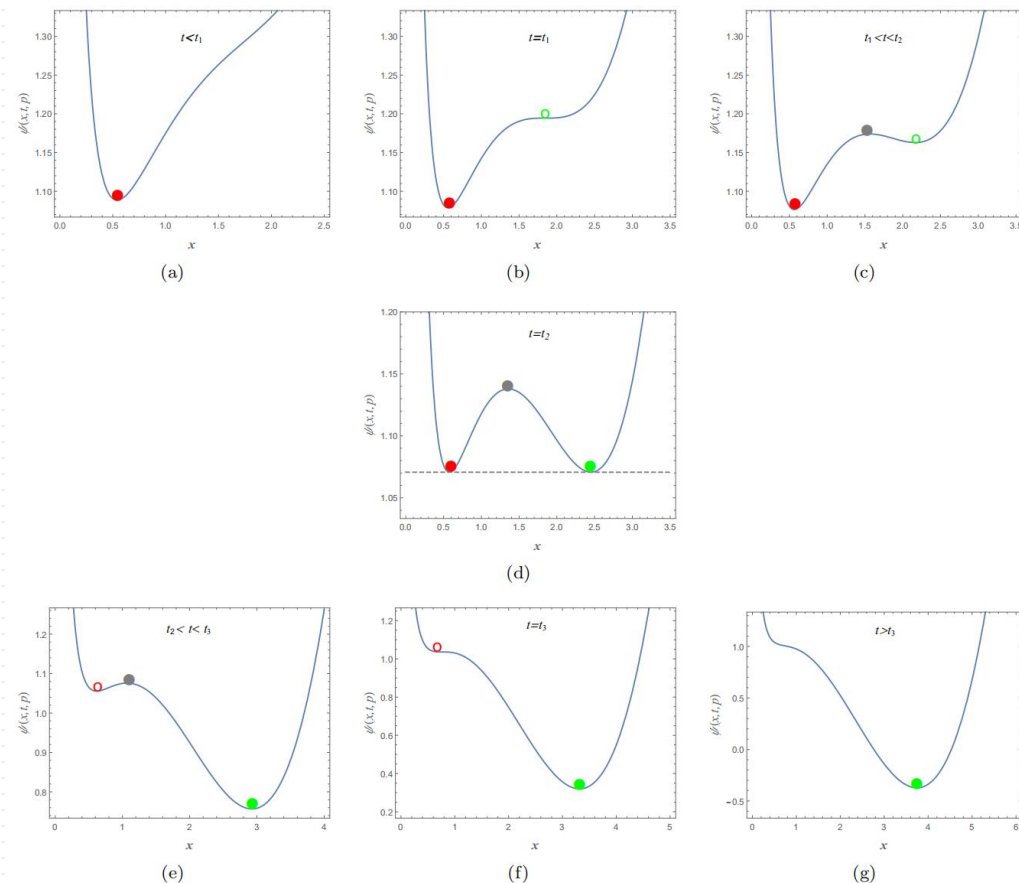 t<t₁
t=t₁
t₁<t<t₂
1.30 1.25 1.20 1.15 1.10
ψ(x,t,p)
0.0 0.5 1.0 1.5 2.0 2.5
x
1.30 1.25 1.20 1.15 1.10
ψ(x,t,p)
0.0 0.5 1.0 1.5 2.0 2.5 3.0 3.5
x
1.30 1.25 1.20 1.15 1.10
ψ(x,t,p)
0.0 0.5 1.0 1.5 2.0 2.5 3.0 3.5
x
(a)
(b)
(c)
t=t₂
1.20 1.15 1.10 1.05
ψ(x,t,p)
0.0 0.5 1.0 1.5 2.0 2.5 3.0 3.5
x
(d)
t₂< t< t₃
1.2 1.1 1.0 0.9 0.8
ψ(x,t,p)
0 1 2 3 4
x
(e)
t=t₃
1.2 1.0 0.8 0.6 0.4 0.2
ψ(x,t,p)
0 1 2 3 4 5
x
(f)
t>t₃
1.0 0.5 0.0 −0.5
ψ(x,t,p)
0 1 2 3 4 5 6
x
(g)